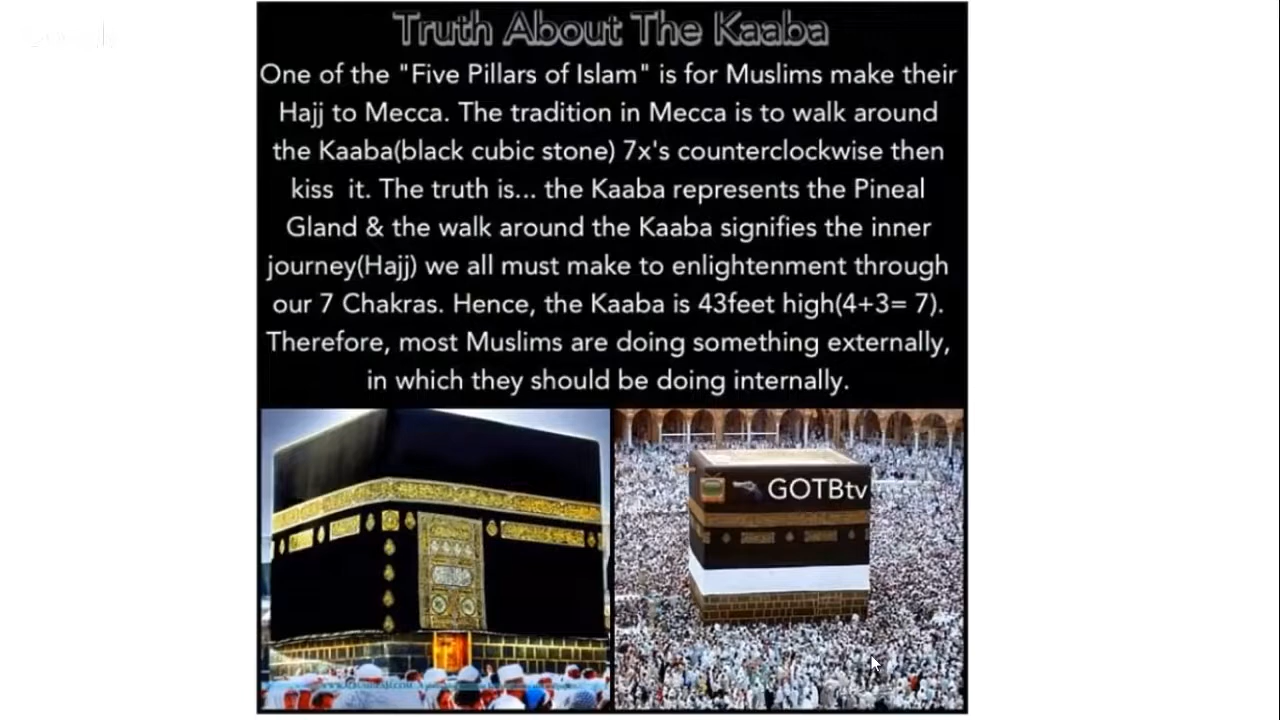 Truth About The Kaaba
One of the "Five Pillars of Islam" is for Muslims make their
Hajj to Mecca. The tradition in Mecca is to walk around
the Kaaba(black cubic stone) 7x's counterclockwise then
kiss it. The truth is... the Kaaba represents the Pineal
Gland & the walk around the Kaaba signifies the inner
journey(Hajj) we all must make to enlightenment through
our 7 Chakras. Hence, the Kaaba is 43feet high(4+3= 7).
Therefore, most Muslims are doing something externally,
in which they should be doing internally.
GOTBtv